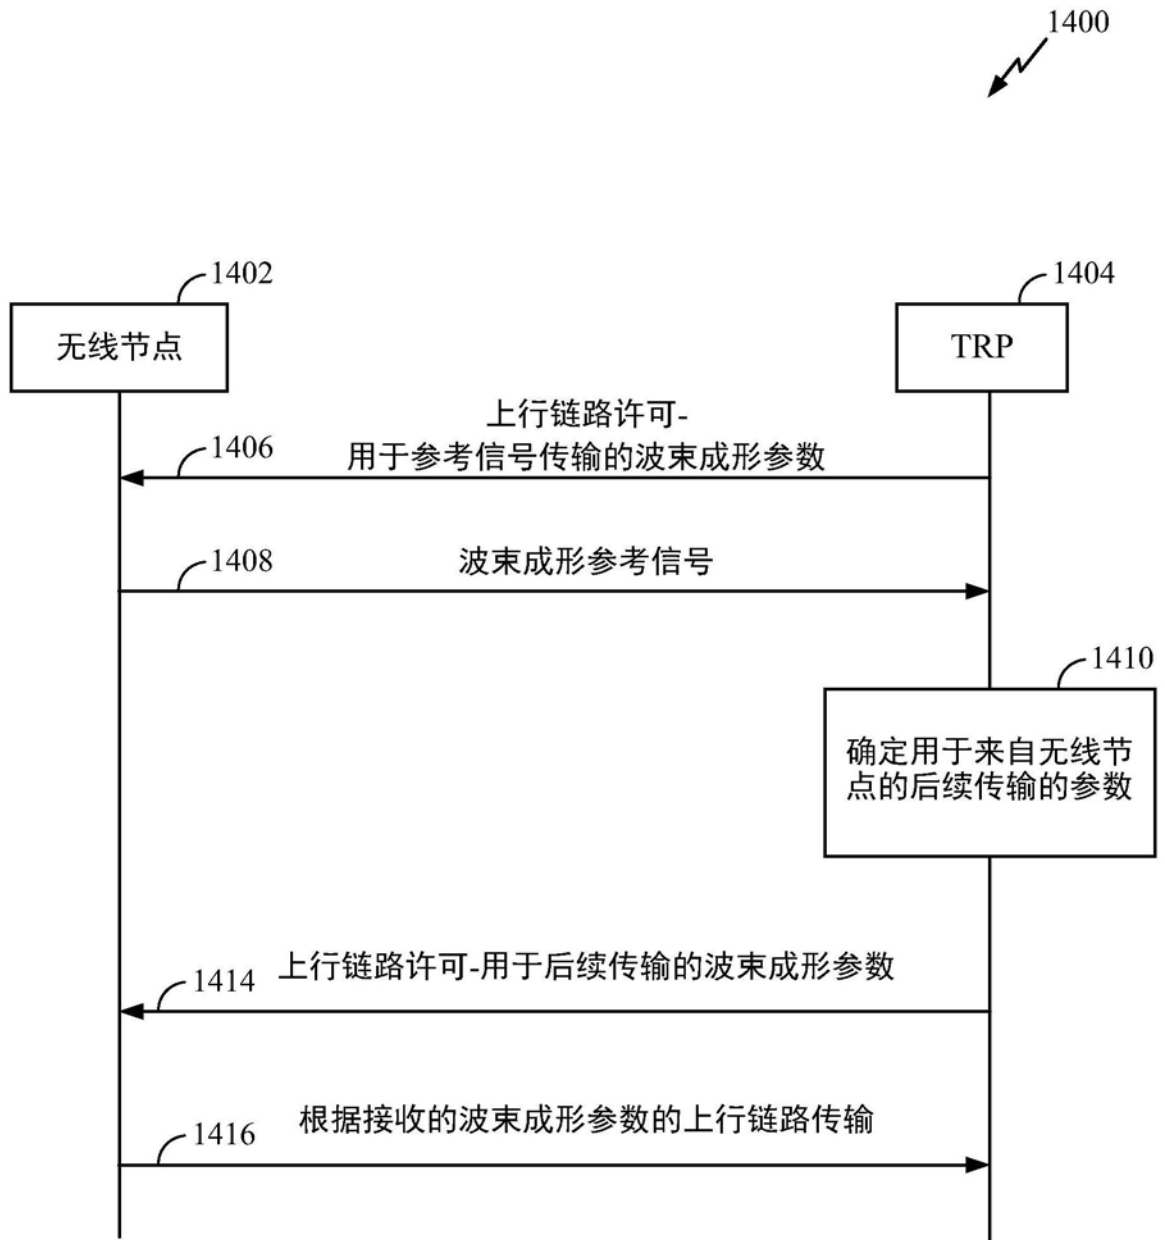 1400
1402
1404
无线节点
TRP
上行链路许可-
1406
用于参考信号传输的波束成形参数
1408
波束成形参考信号
1410
确定用于来自无线节
点的后续传输的参数
上行链路许可-用于后续传输的波束成形参数
1414
根据接收的波束成形参数的上行链路传输
1416